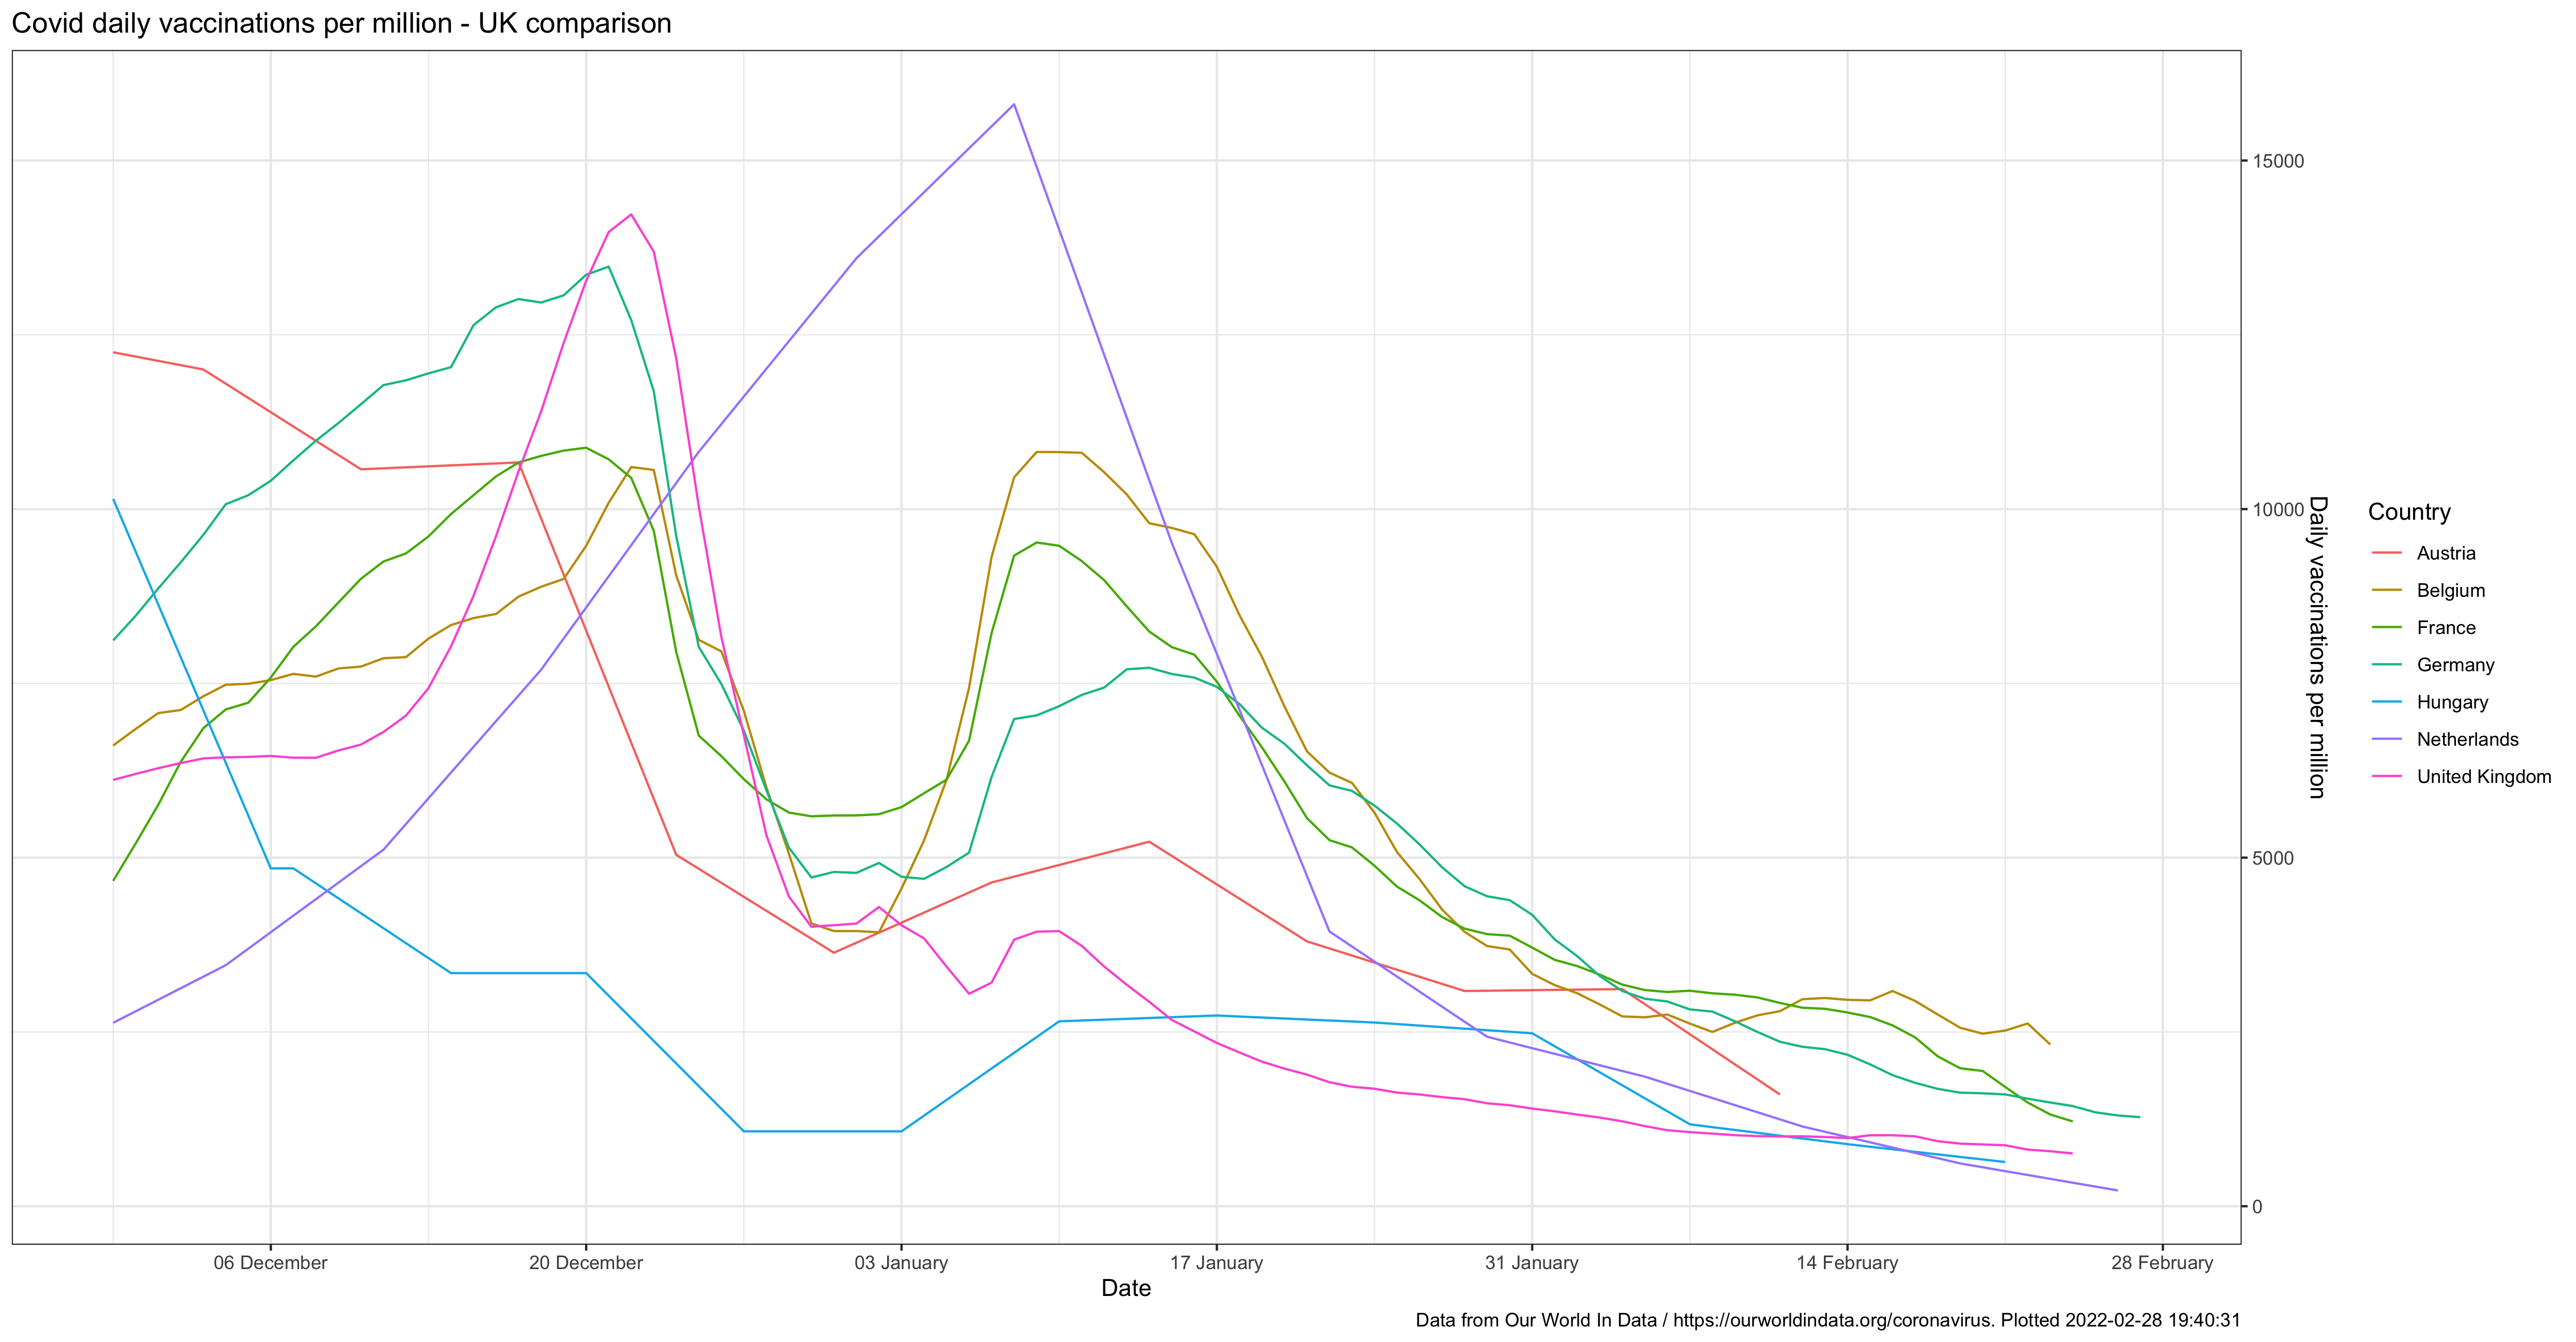 Covid daily vaccinations per million - UK comparison
15000
10000
5000
0
Daily vaccinations per million
Country
Austria
Belgium
France
Germany
Hungary
Netherlands
United Kingdom
06 December
20 December
03 January
17 January
31 January
14 February
28 February
Date
Data from Our World In Data / https://ourworldindata.org/coronavirus. Plotted 2022-02-28 19:40:31